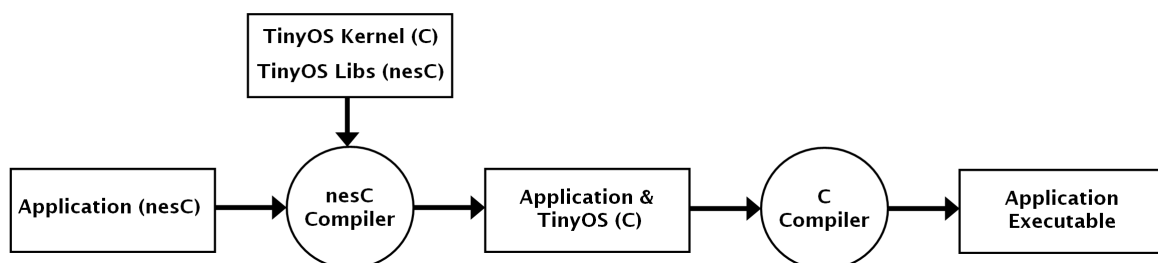 TinyOS Kernel (C)
TinyOS Libs (nesC)
Application (nesC)
nesC
Compiler
Application &
TinyOS (C)
C
Compiler
Application
Executable